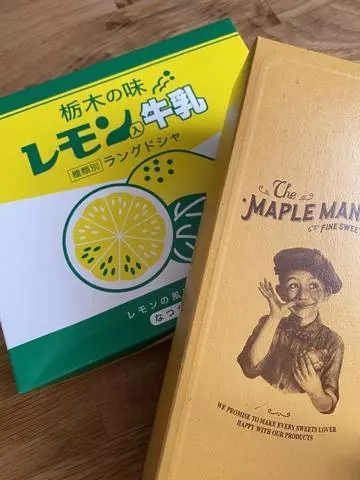 栃木の味
レモン入牛乳
種類別 ラングドシャ
レモンの風
なつ
The
MAPLE MAN
FINE SWEET
WE PROMISE TO MAKE EVERY SWEETS LOVER
HAPPY WITH OUR PRODUCTS